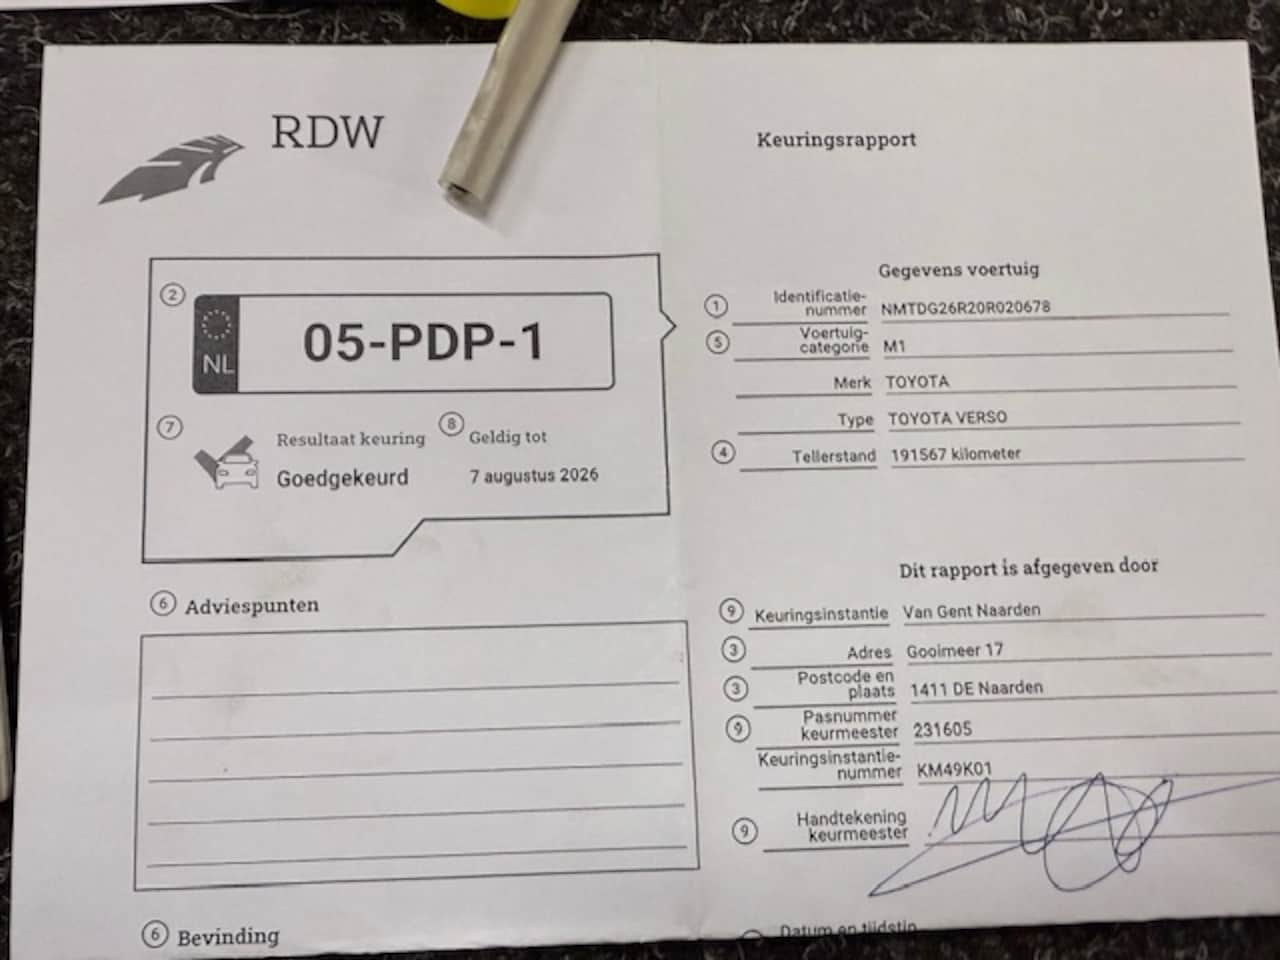 RDW
Keuringsrapport
2
NL
05-PDP-1
7
Resultaat keuring
Goedgekeurd
8
Geldig tot
7 augustus 2026
6 Adviespunten
6 Bevinding
Gegevens voertuig
1 Identificatie-
nummer NMTDG26R20R020678
5 Voertuig-
categorie M1
Merk TOYOTA
Type TOYOTA VERSO
4 Tellerstand 191567 kilometer
Dit rapport is afgegeven door
9 Keuringsinstantie Van Gent Naarden
3 Adres Gooimeer 17
3 Postcode en
plaats 1411 DE Naarden
9 Pasnummer
keurmeester 231605
Keuringsinstantie-
nummer KM49K01
9 Handtekening
keurmeester
Datum en tijdstip